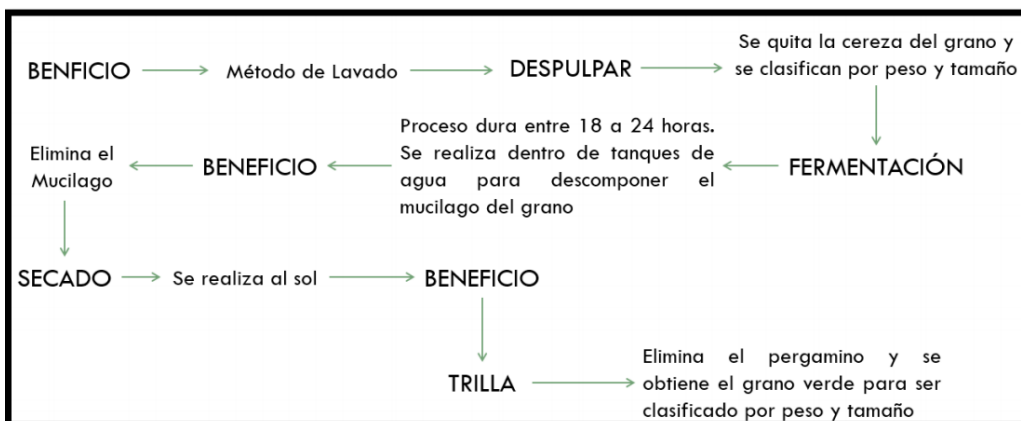 BENFICIO
Método de Lavado
DESPULPAR
Se quita la cereza del grano y
se clasifican por peso y tamaño
FERMENTACIÓN
Proceso dura entre 18 a 24 horas.
Se realiza dentro de tanques de
agua para descomponer el
mucilago del grano
BENEFICIO
Elimina el
Mucilago
SECADO
Se realiza al sol
BENEFICIO
TRILLA
Elimina el pergamino y se
obtiene el grano verde para ser
clasificado por peso y tamaño